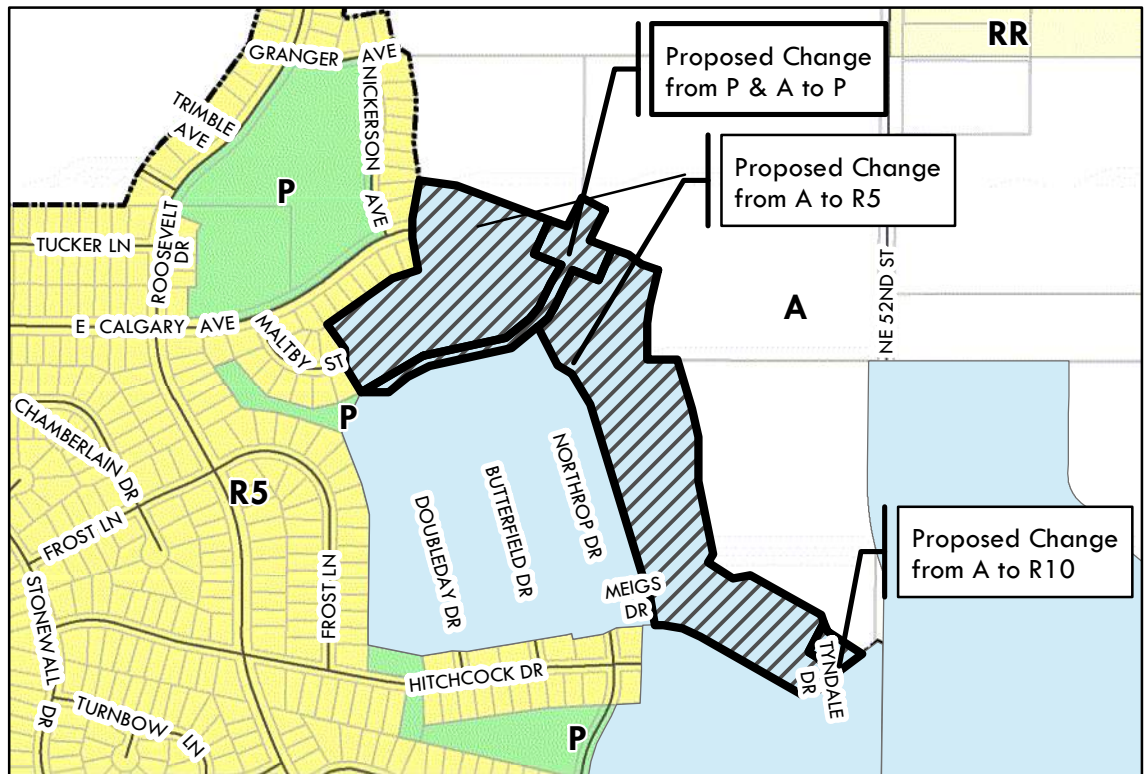 GRANGER AVE
RR
Proposed Change
from P & A to P
NICKERSON AVE
TRIMBLE
AVE
Proposed Change
from A to R5
P
ROOSEVELT
DR
TUCKER LN
NE 52ND ST
A
E CALGARY AVE
MALTBY ST
P
CHAMBERLAIN DR
R5
NORTHROP DR
BUTTERFIELD DR
DOUBLEDAY DR
FROST LN
Proposed Change
from A to R10
FROST LN
MEIGS
DR
STONEWALL DR
TYNDALE
DR
HITCHCOCK DR
TURNBOW LN
P